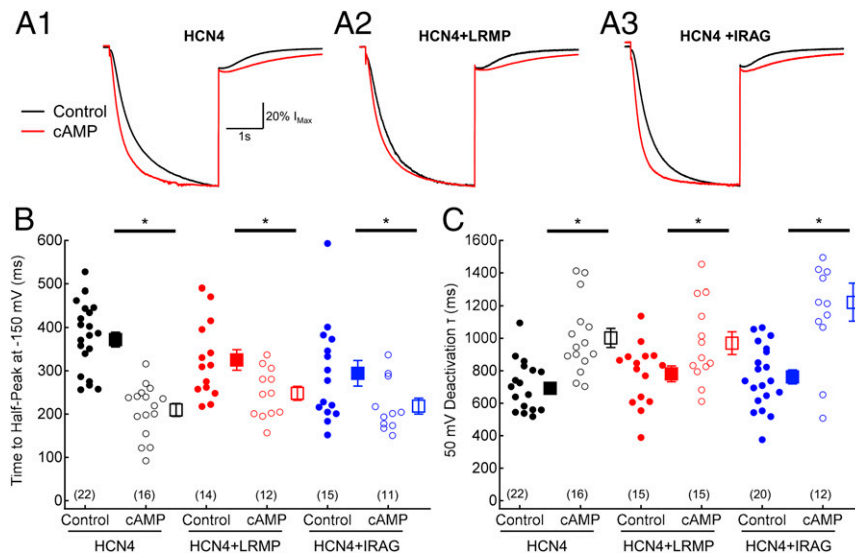 A1
HCN4
A2
HCN4+LRMP
A3
HCN4 +IRAG
Control
cAMP
20% I Max
1s
B
Time to Half-Peak at -150 mV (ms)
600
500
400
300
200
100
0
*
*
*
(22)
(16)
(14)
(12)
(15)
(11)
Control
cAMP
Control
cAMP
Control
cAMP
HCN4
HCN4+LRMP
HCN4+IRAG
C
50 mV Deactivation τ (ms)
1600
1400
1200
1000
800
600
400
200
0
*
*
*
(22)
(16)
(15)
(15)
(20)
(12)
Control
cAMP
Control
cAMP
Control
cAMP
HCN4
HCN4+LRMP
HCN4+IRAG